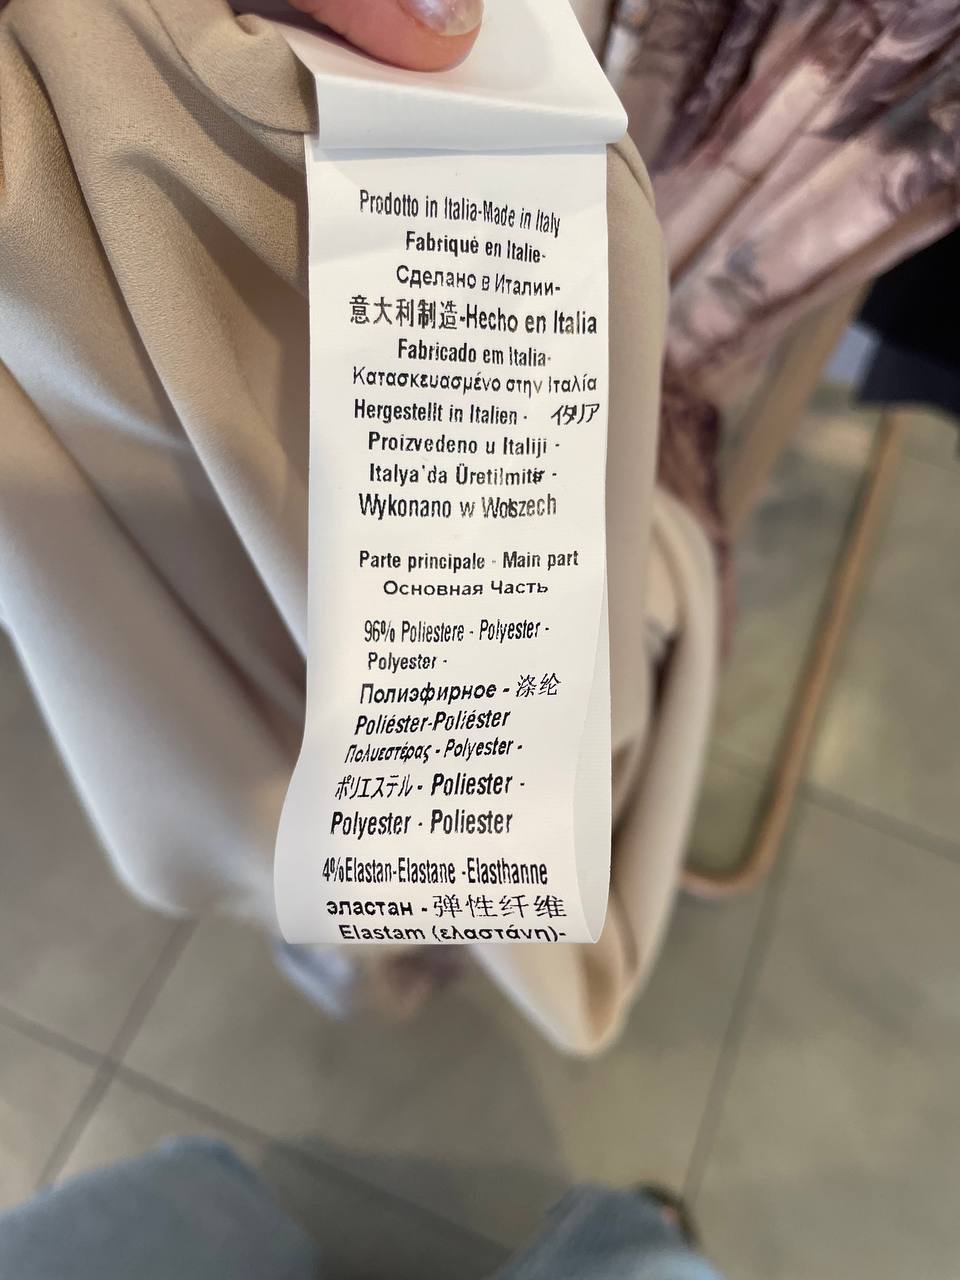 Prodotto in Italia-Made in Italy
Fabriquè en Italie-
Сделано в Италии-
意大利制造-Hecho en Italia
Fabricado em Italia-
Κατασκευασμένο στην Ιταλία
Hergestellt in Italien - イタリア
Proizvedeno u Italiji -
Italya'da Üretilmitir -
Wykonano w
Parte principale - Main part
Основная Часть
96% Poliestere - Polyester -
Polyester -
Полиэфирное - 涤纶
Poliéster-Poliéster
Πολυεστέρας - Polyester -
ポリエステル - Poliester -
Polyester - Poliester
4%Elastan-Elastane -Elasthanne
эластан - 弹性纤维
Elastam (ελαστάνη)-